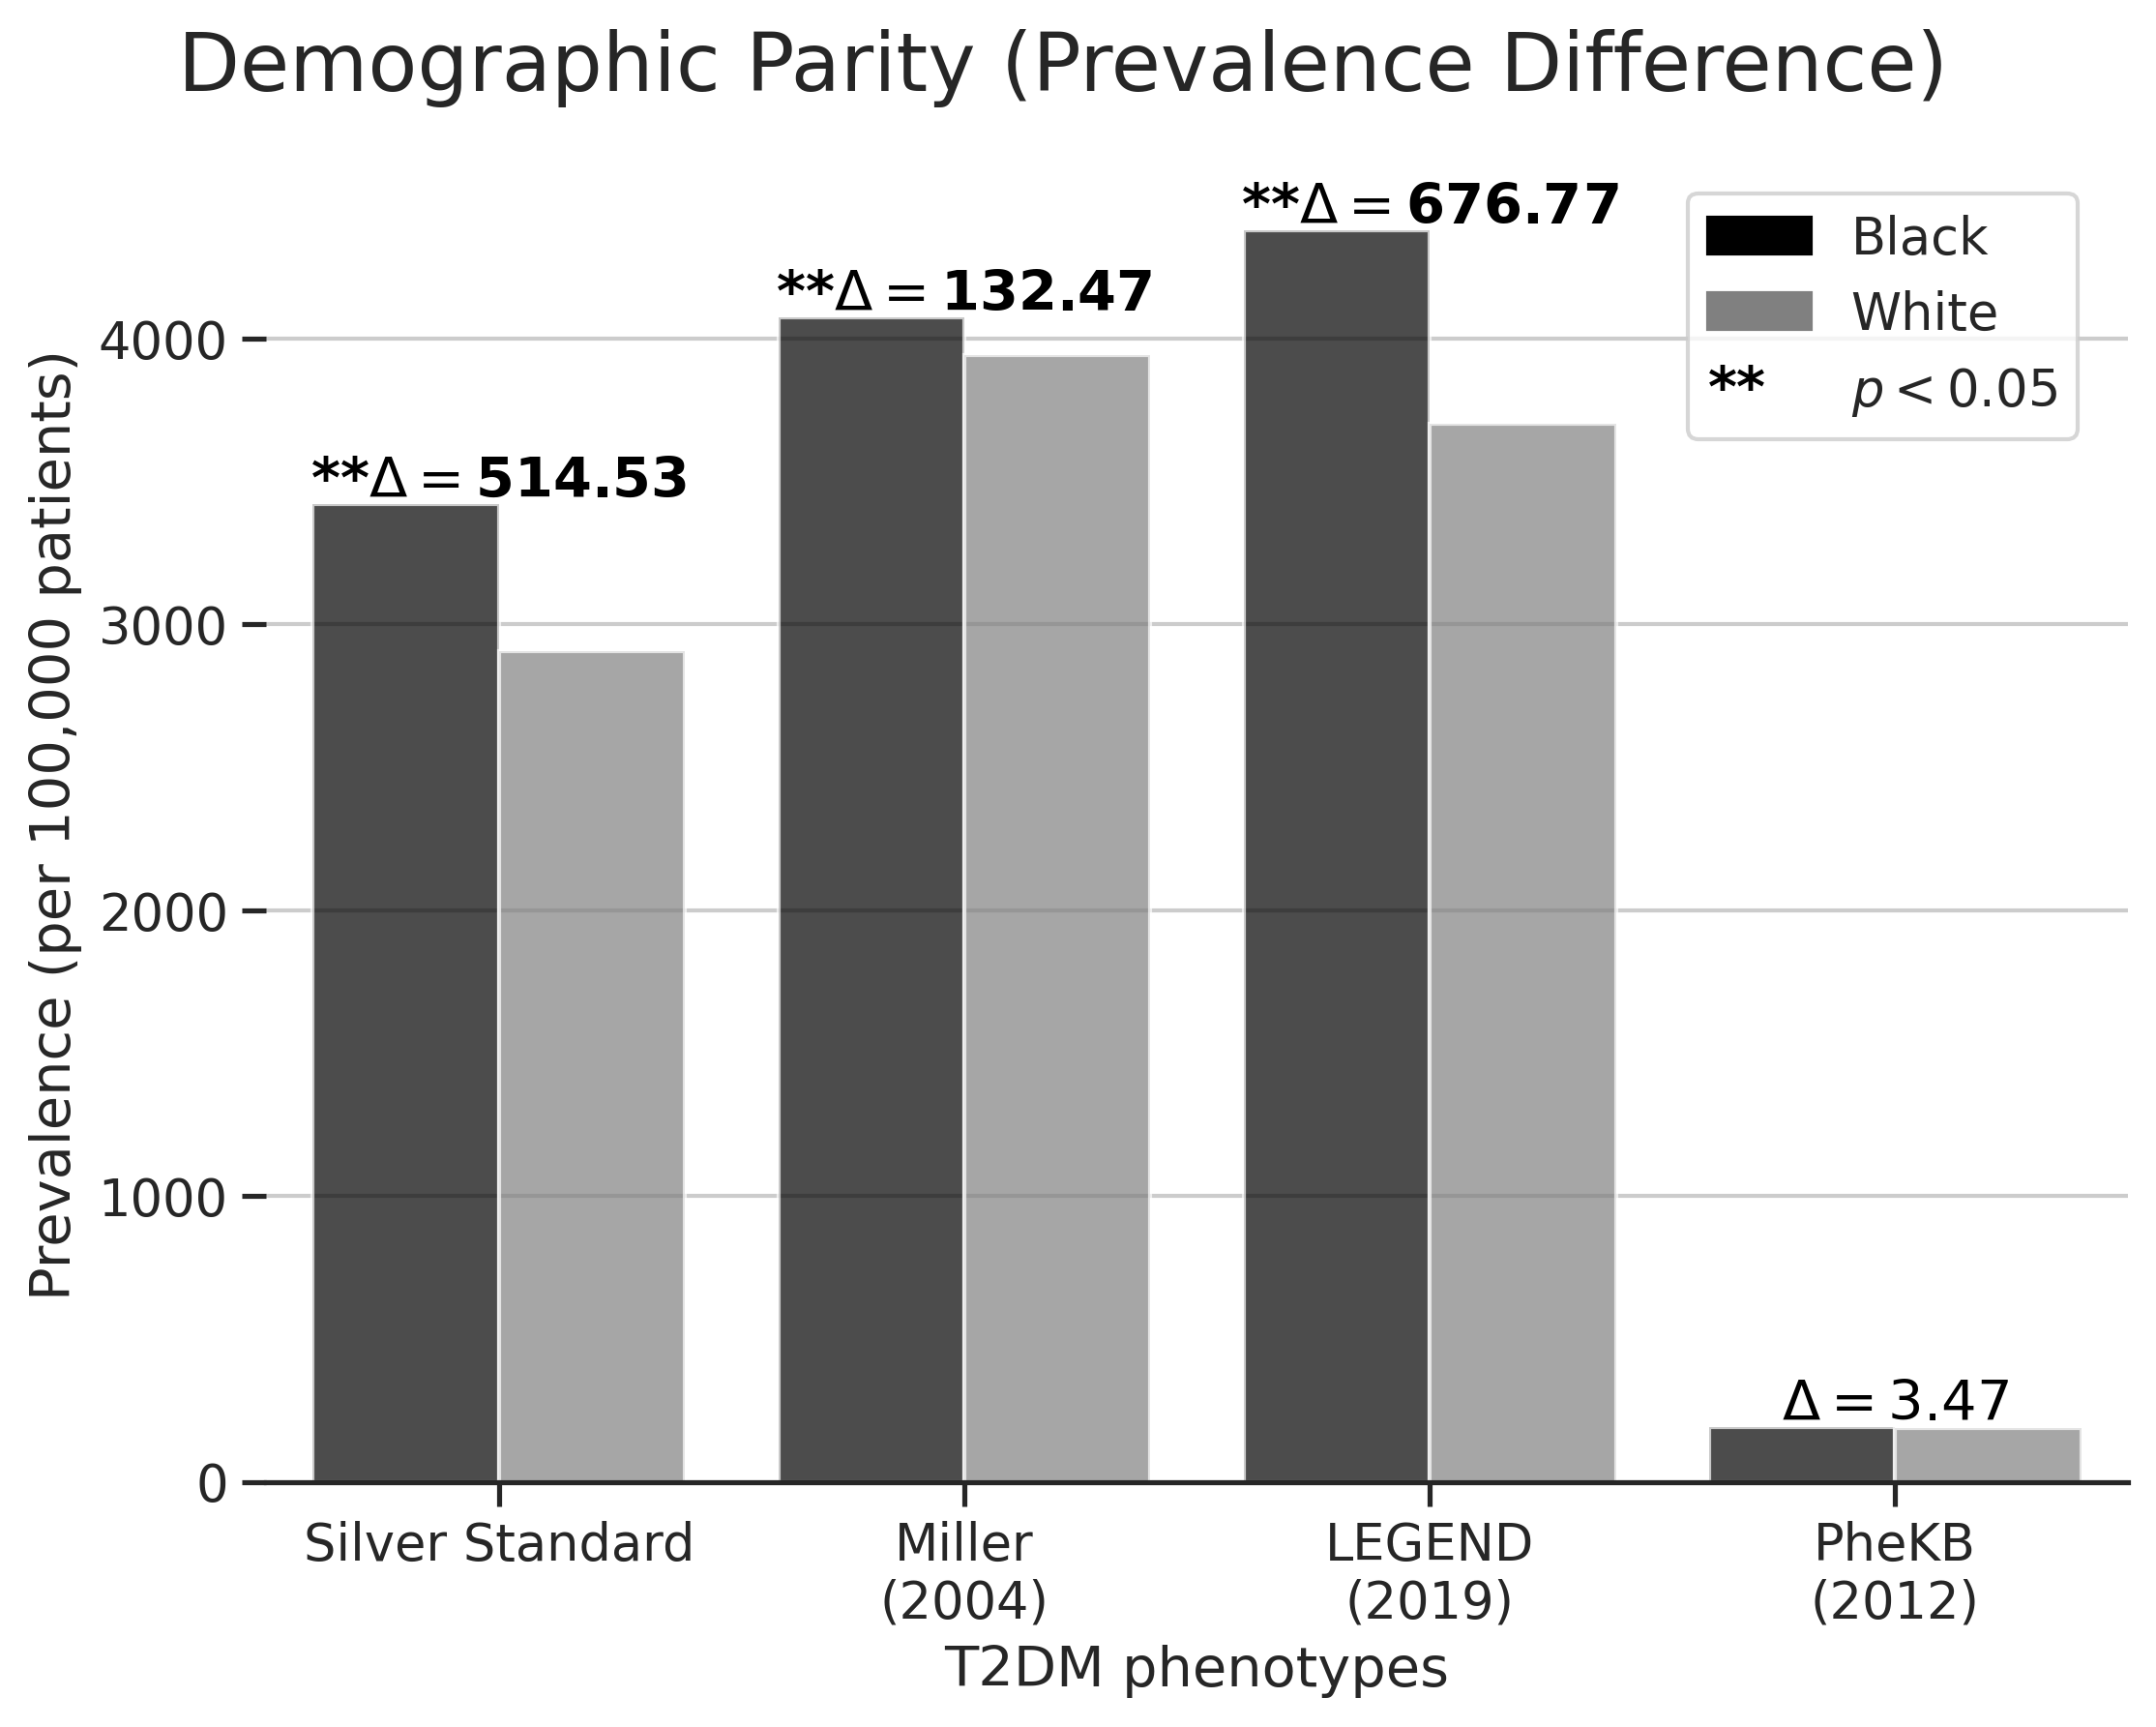 Demographic Parity (Prevalence Difference)
**Δ = 676.77
**Δ = 132.47
**Δ = 514.53
Δ = 3.47
Black
White
** p < 0.05
Prevalence (per 100,000 patients)
4000
3000
2000
1000
0
Silver Standard
Miller
(2004)
LEGEND
(2019)
PheKB
(2012)
T2DM phenotypes